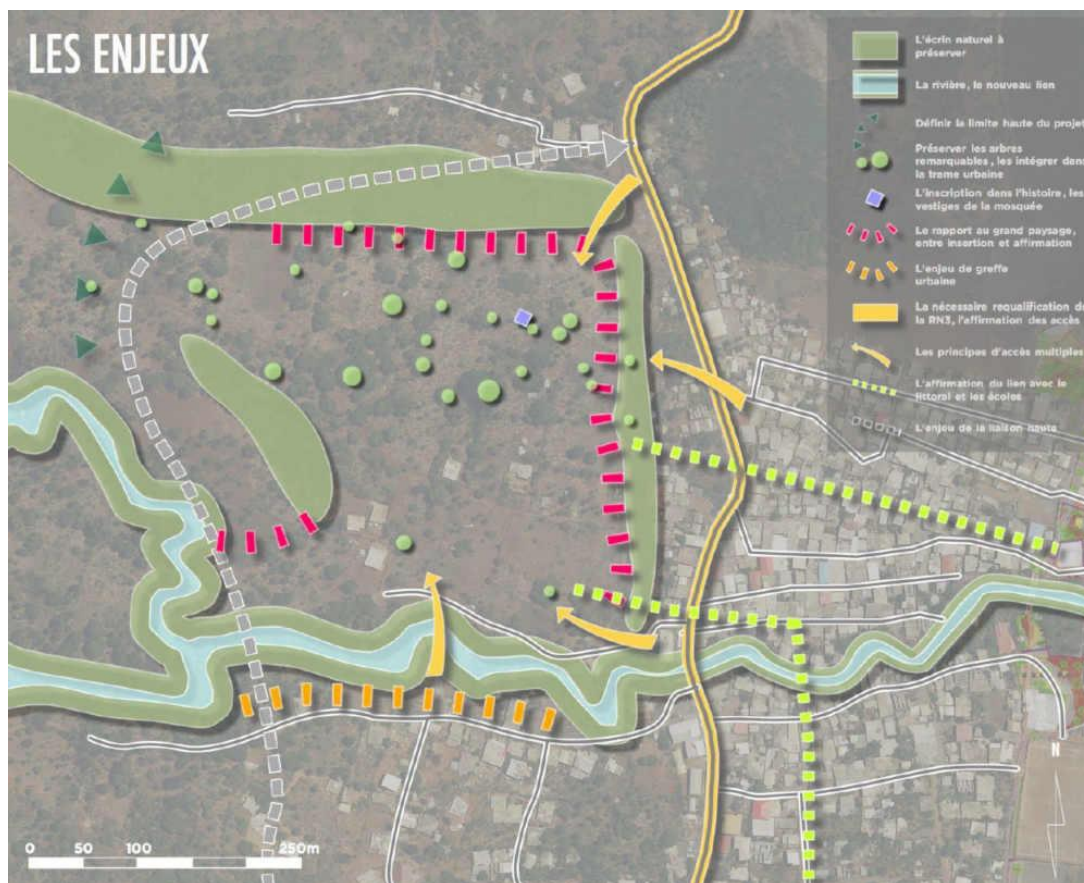 LES ENJEUX
L'écrin naturel à
préserver
La rivière, le nouveau lien
Définir la limite haute du projet
Préserver les arbres
remarquables, les intégrer dans
la trame urbaine
L'inscription dans l'histoire, les
vestiges de la mosquée
Le rapport au grand paysage,
entre insertion et affirmation
L'enjeu de greffe
urbaine
La nécessaire requalification de
la RN3, l'affirmation des accès
Les principes d'accès multiples
L'affirmation du lien avec le
littoral et les écoles
L'enjeu de la liaison haute
N
0 50 100 250m